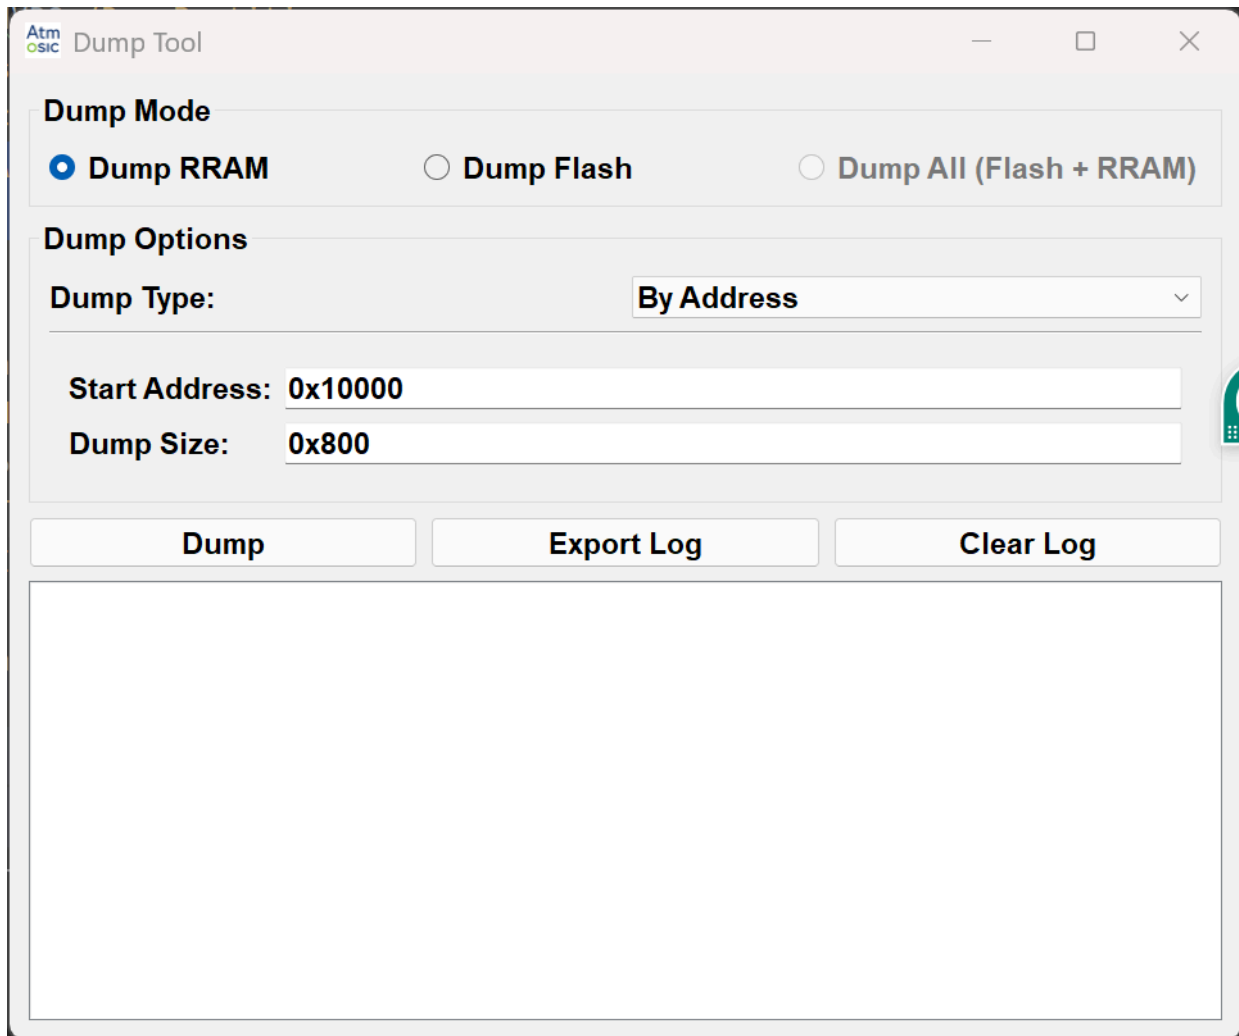 Atm
osic
Dump Tool
Dump Mode
Dump RRAM Dump Flash Dump All (Flash + RRAM)
Dump Options
Dump Type: By Address
Start Address: 0x10000
Dump Size: 0x800
Dump Export Log Clear Log